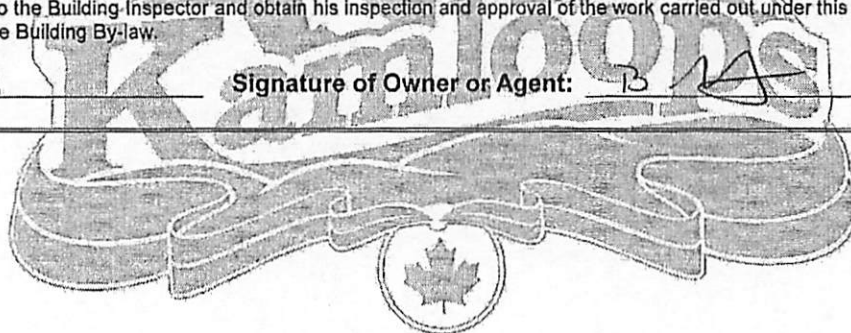 o the Building Inspector and obtain his inspection and approval of the work carried out under this
e Building By-law.
Kamloops
Signature of Owner or Agent: